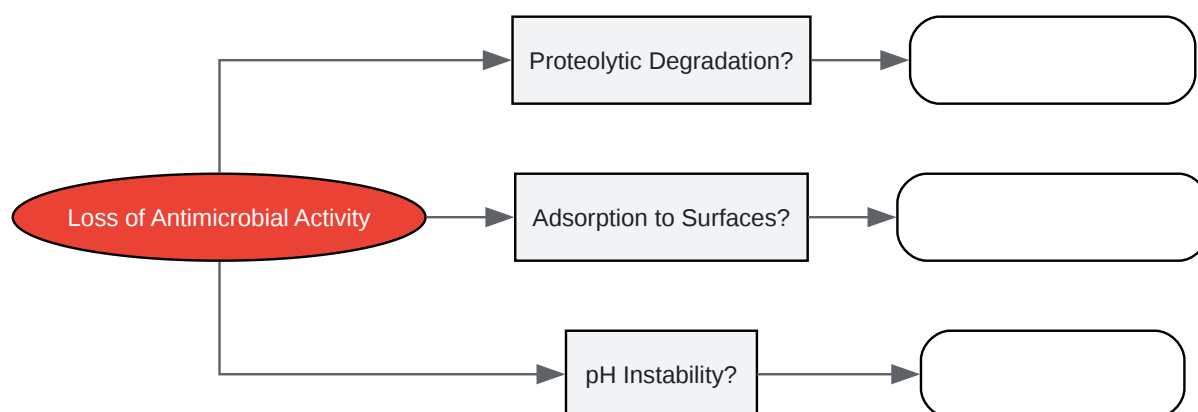 Proteolytic Degradation?
Loss of Antimicrobial Activity
Adsorption to Surfaces?
pH Instability?